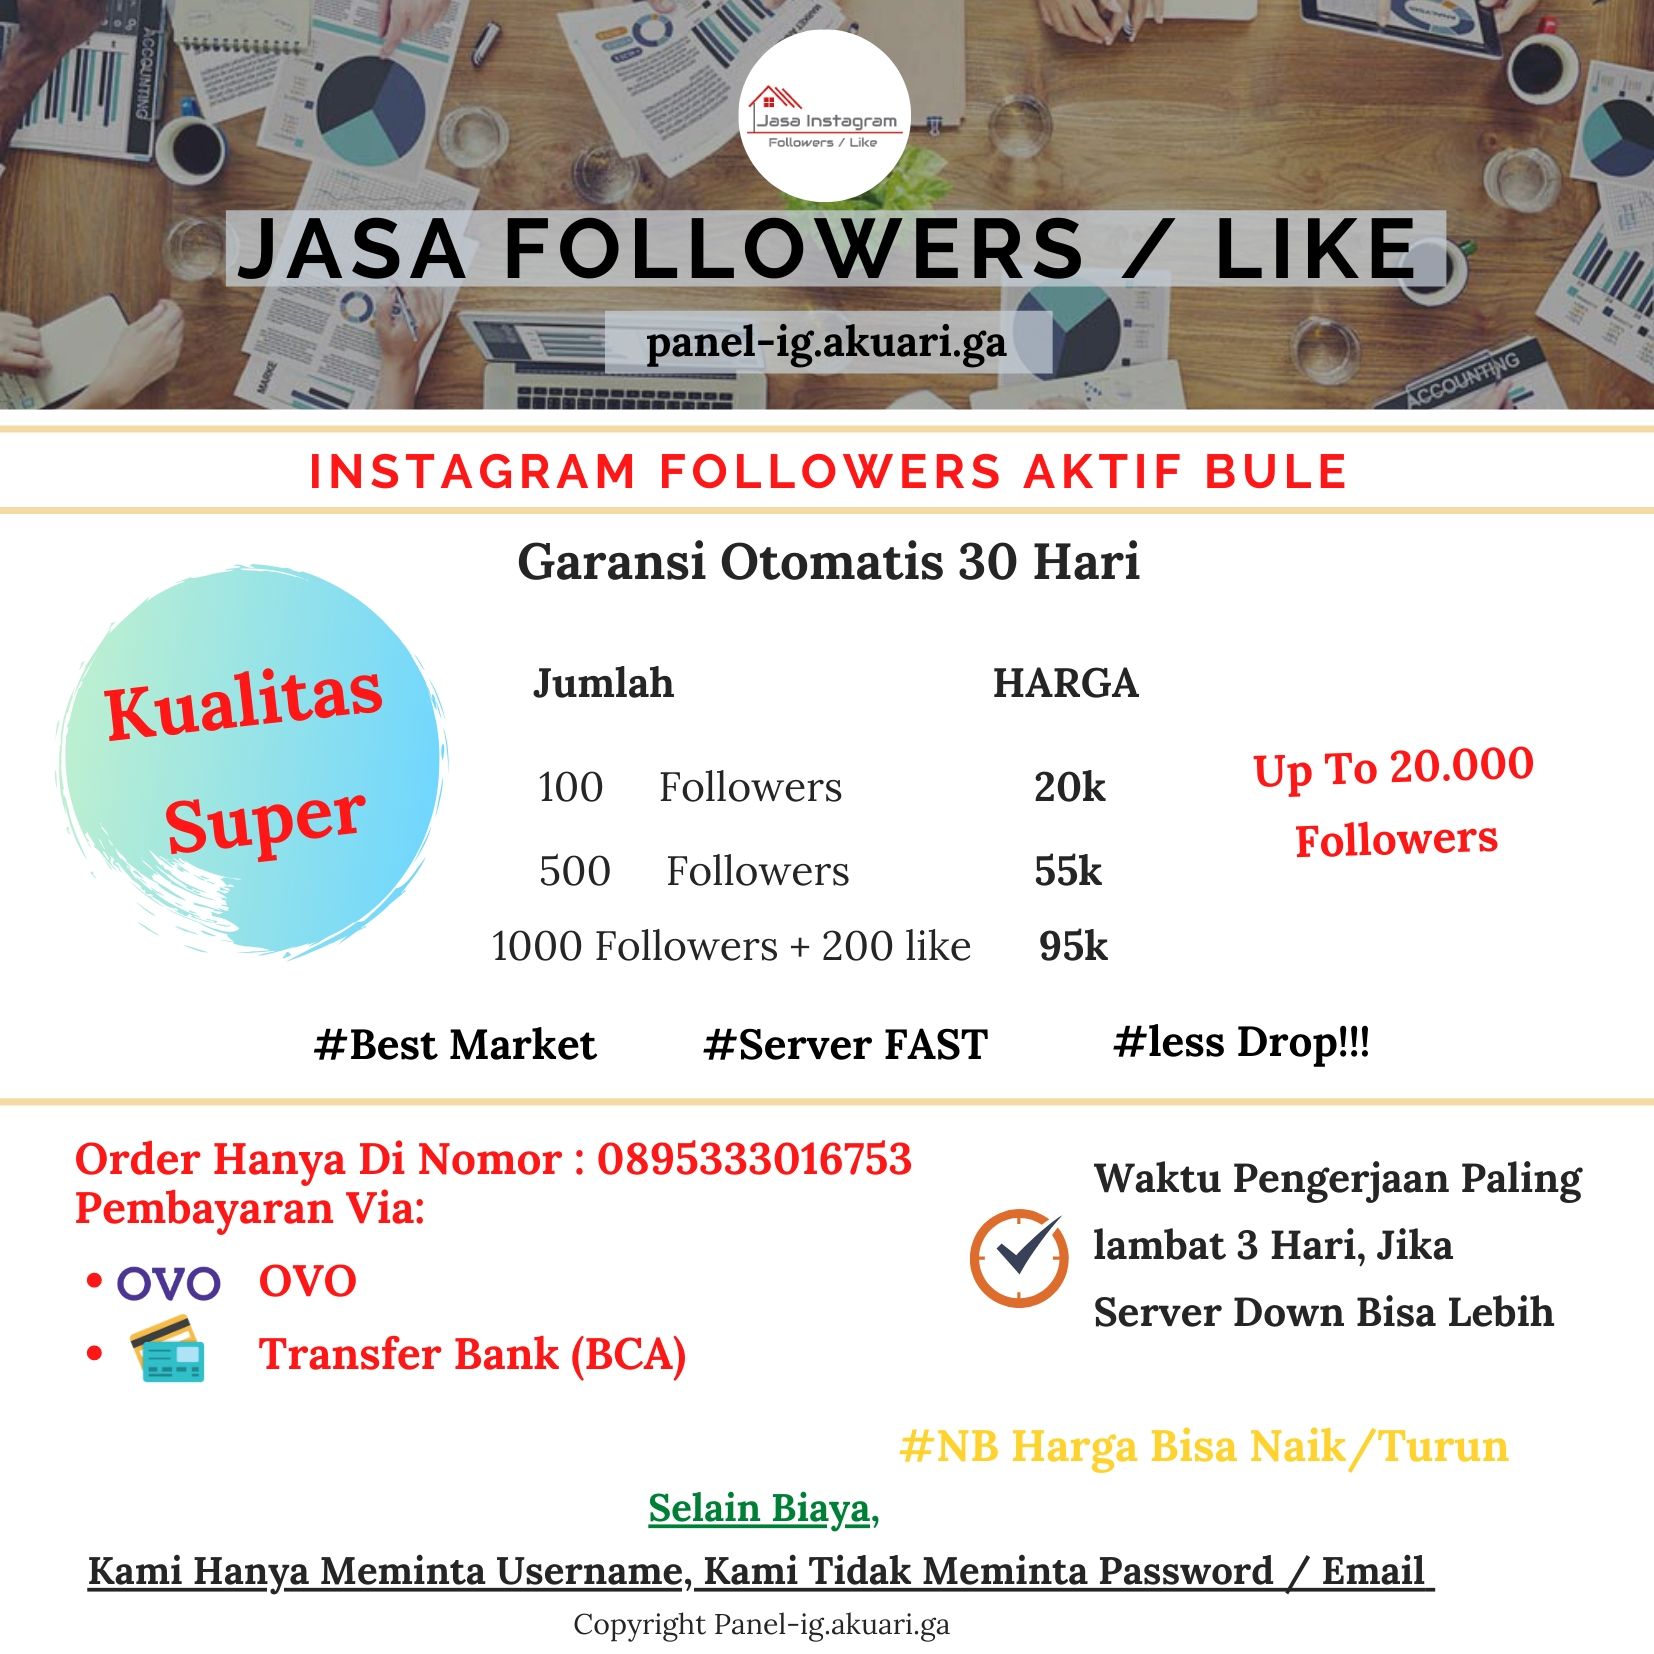 Jasa Instagram
Followers / Like
JASA FOLLOWERS / LIKE
panel-ig.akuari.ga
ACCOUNTING
MARKE
ACCOUNTING
INSTAGRAM FOLLOWERS AKTIF BULE
Garansi Otomatis 30 Hari
Kualitas
Super
Jumlah HARGA
100 Followers 20k
500 Followers 55k
1000 Followers + 200 like 95k
Up To 20.000
Followers
#Best Market #Server FAST #less Drop!!!
Order Hanya Di Nomor : 0895333016753
Pembayaran Via:
• OVO OVO
• Transfer Bank (BCA)
Waktu Pengerjaan Paling
lambat 3 Hari, Jika
Server Down Bisa Lebih
#NB Harga Bisa Naik/Turun
Selain Biaya,
Kami Hanya Meminta Username, Kami Tidak Meminta Password / Email
Copyright Panel-ig.akuari.ga